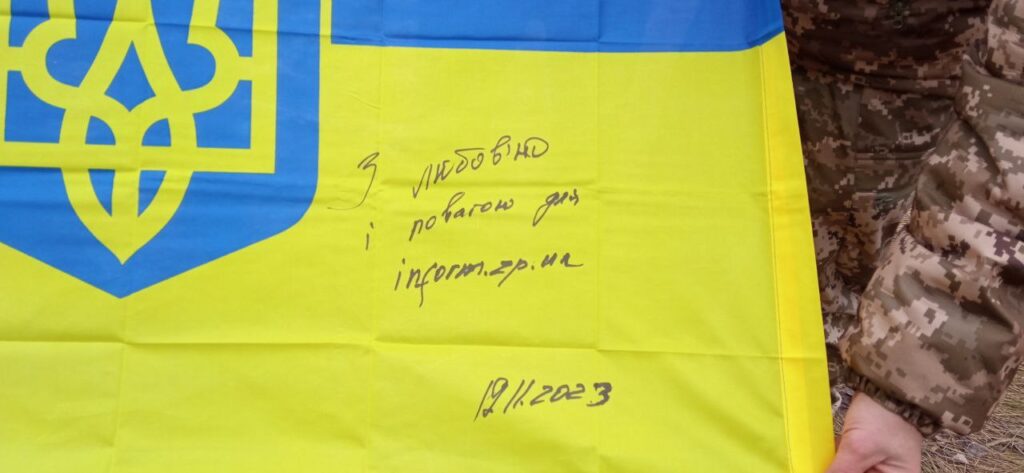 З любов'ю
і повагою для
inform.zp.ua
19.11.2023